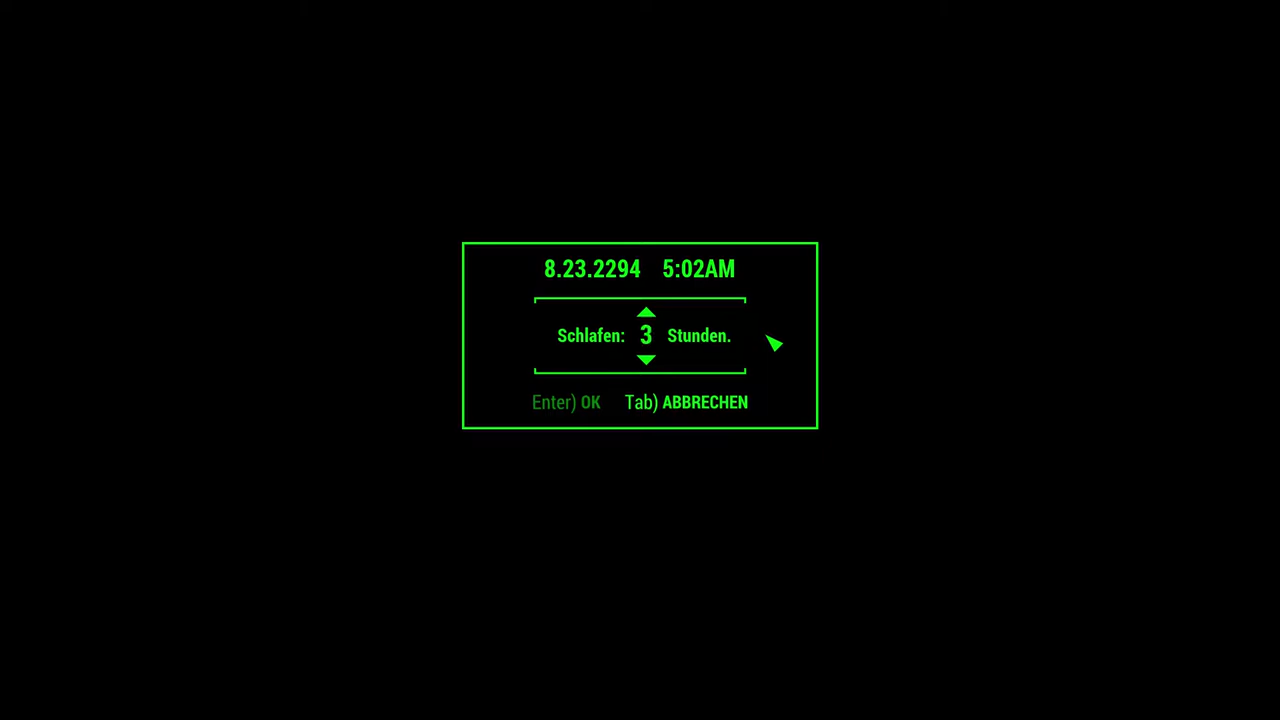 8.23.2294 5:02AM
Schlafen: 3 Stunden.
Enter) OK Tab) ABBRECHEN